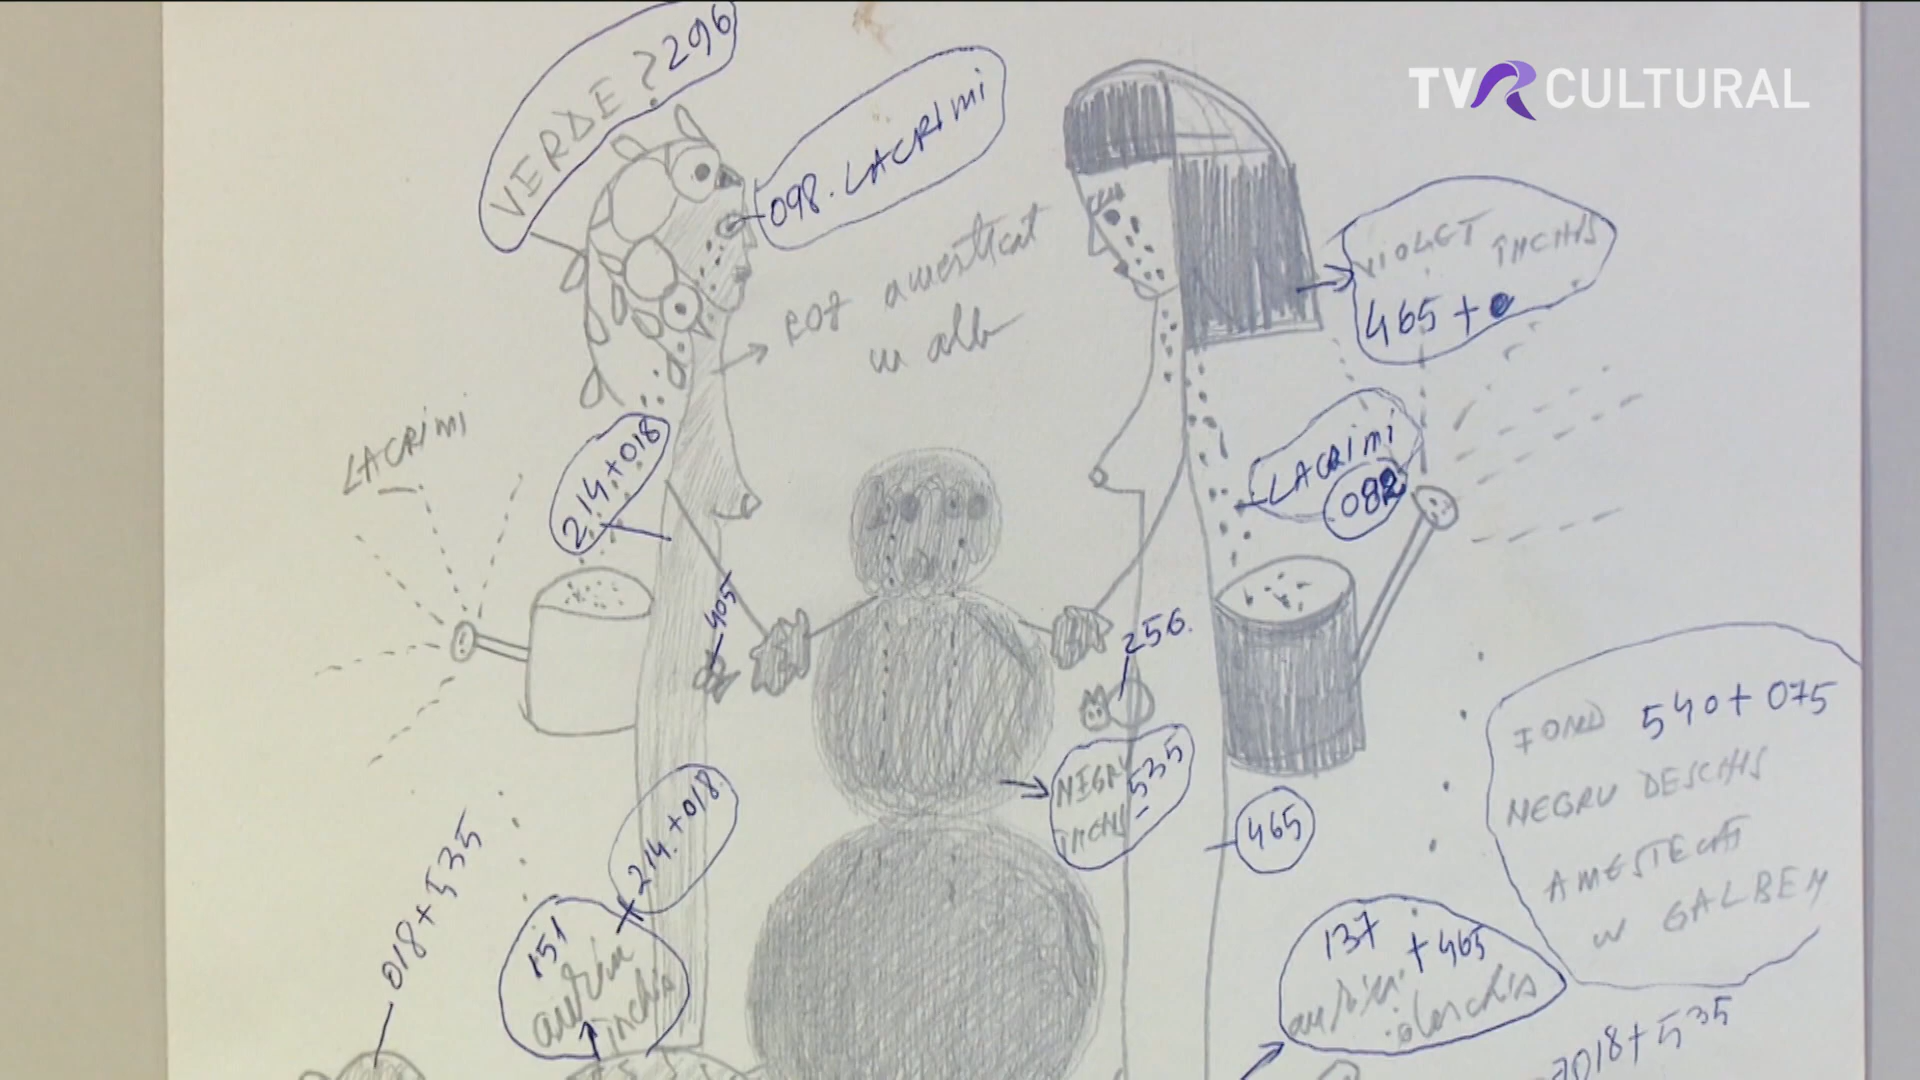 TVR CULTURAL
VERDE ? 296
098. LACRIMI
ROZ amestecat
cu alb
VIOLET ÎNCHIS
465 +
LACRIMI
214.+018
LACRIMI
082
405
256.
FOND 540+075
NEGRU DESCHIS
AMESTECAT
CU GALBEN
NEGRU
ÎNCHIS - 535
+214.+018
465
018+535
151
auriu
închis
137
+465
auriu
deschis
018+535